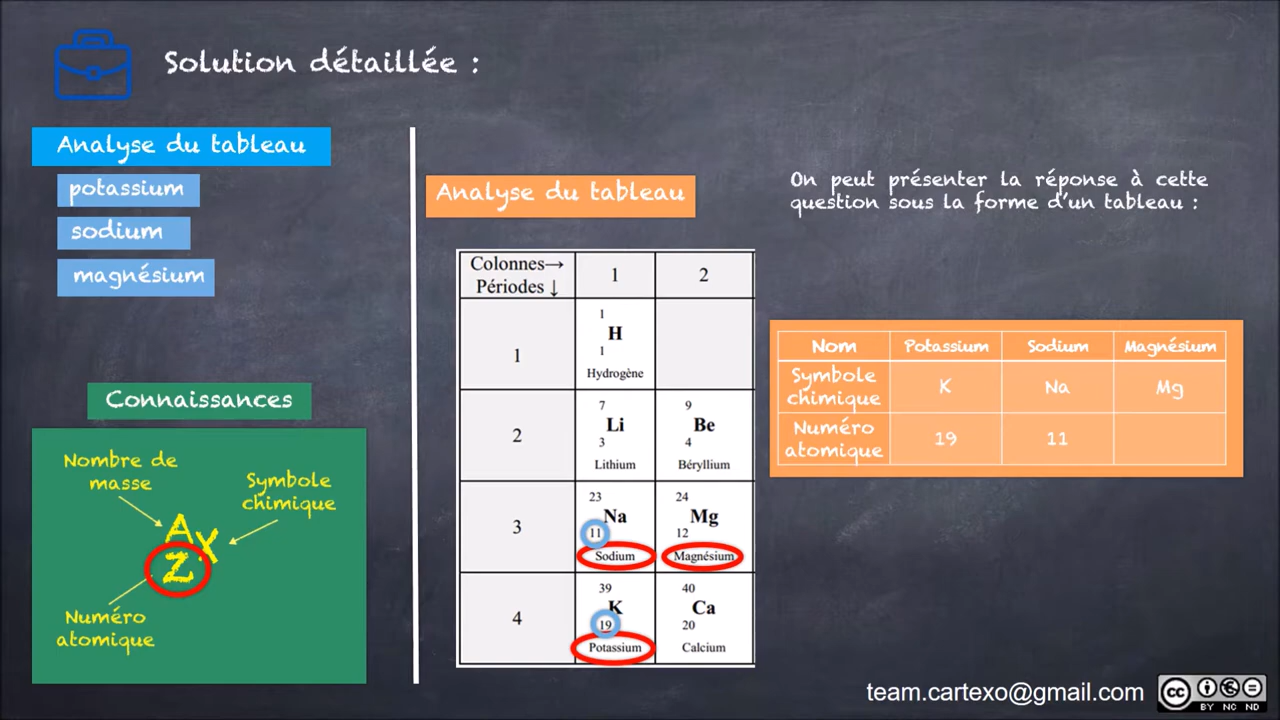 Solution détaillée :
Analyse du tableau
potassium
sodium
magnésium
Connaissances
Nombre de
masse
Symbole
chimique
A
X
Z
Numéro
atomique
Analyse du tableau
Colonnes→ 1 2
Périodes ↓
1
1
H
1
Hydrogène
2
7
Li
3
Lithium
9
Be
4
Béryllium
3
23
Na
11
Sodium
24
Mg
12
Magnésium
4
39
K
19
Potassium
40
Ca
20
Calcium
On peut présenter la réponse à cette
question sous la forme d'un tableau :
Nom Potassium Sodium Magnésium
Symbole
chimique K Na Mg
Numéro
atomique 19 11
team.cartexo@gmail.com
cc
BY NC ND